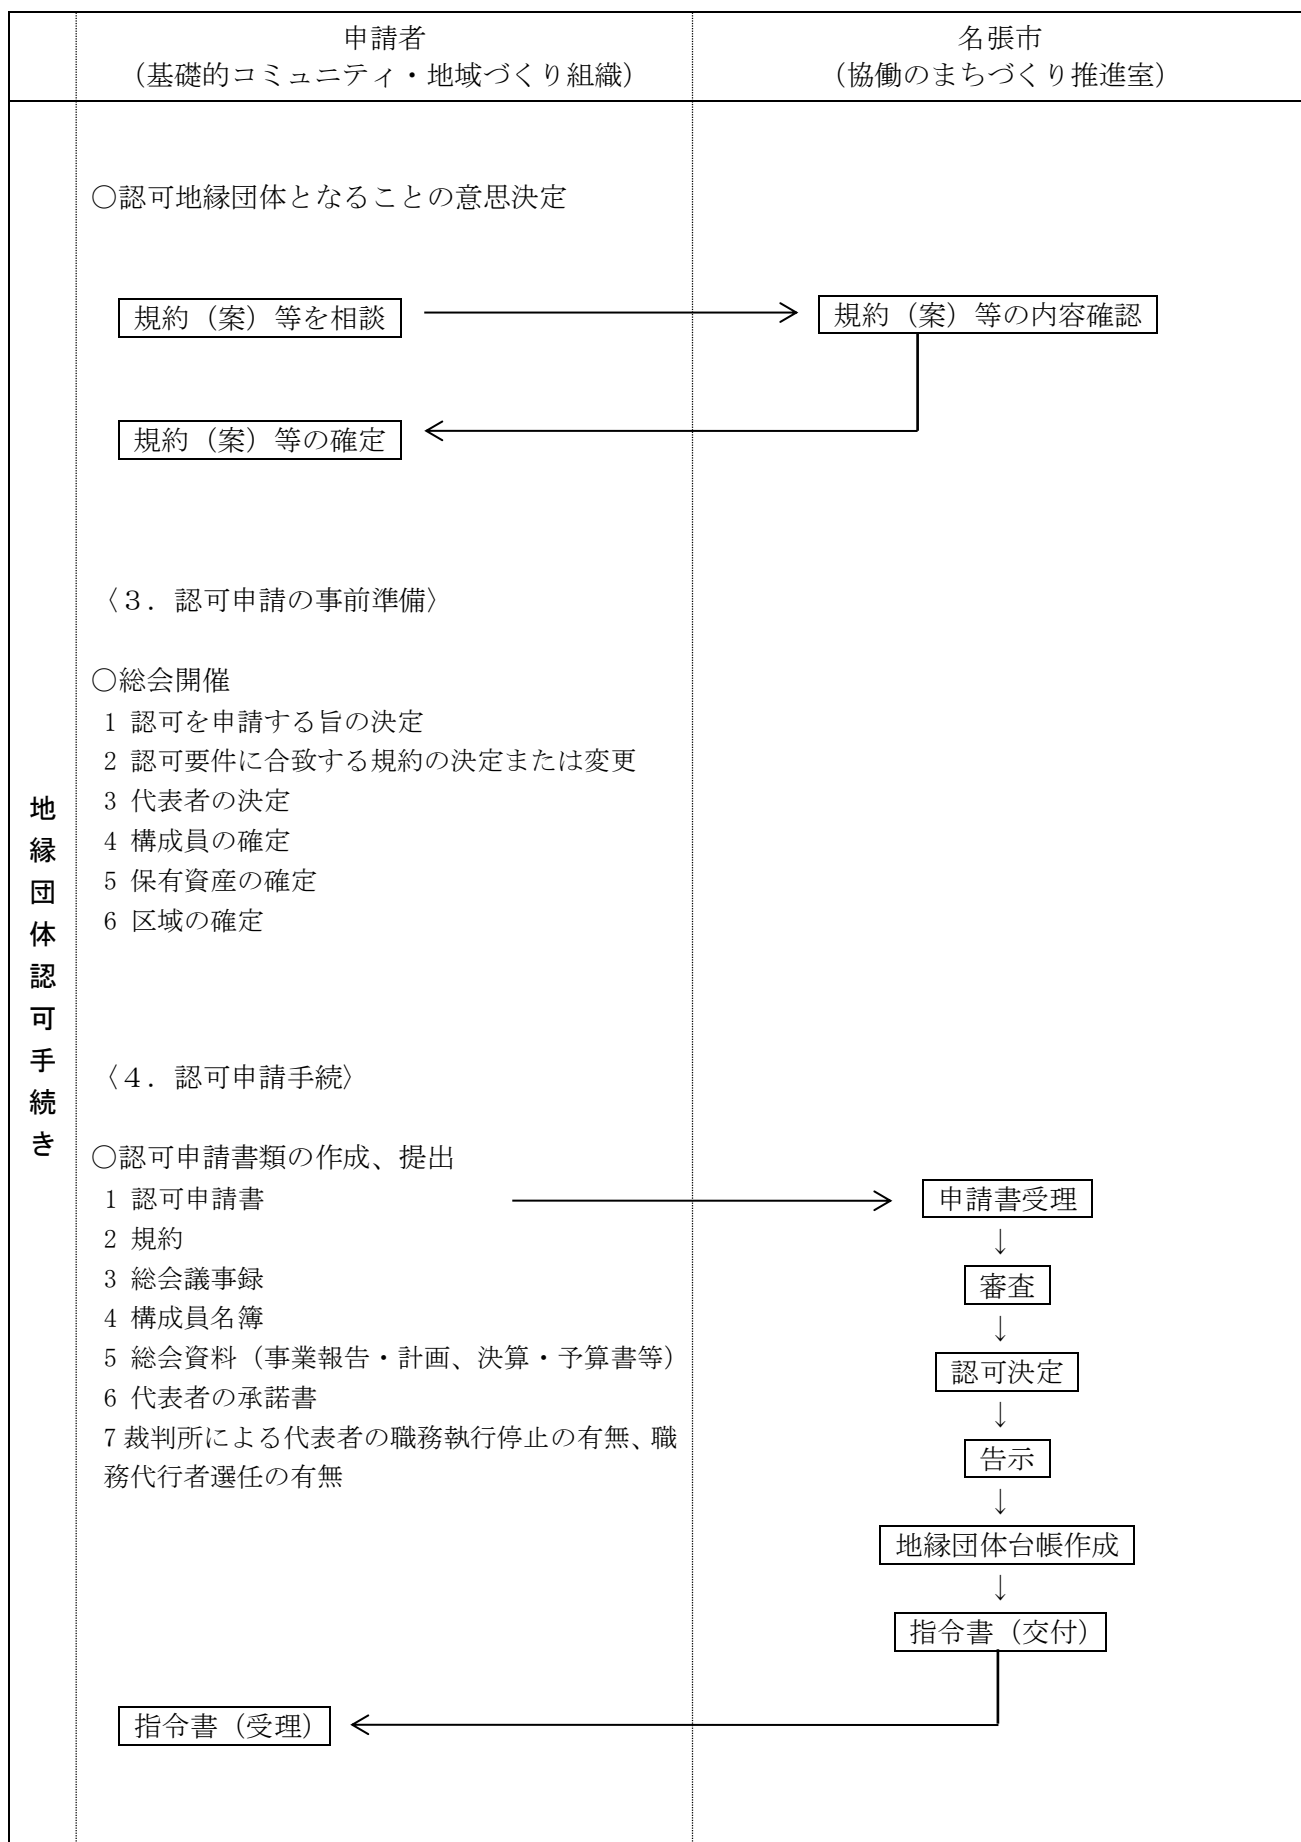 申請者
（基礎的コミュニティ・地域づくり組織）
名張市
（協働のまちづくり推進室）
地縁団体認可手続き
○認可地縁団体となることの意思決定
規約（案）等を相談
規約（案）等の内容確認
規約（案）等の確定
〈３．認可申請の事前準備〉
○総会開催
1 認可を申請する旨の決定
2 認可要件に合致する規約の決定または変更
3 代表者の決定
4 構成員の確定
5 保有資産の確定
6 区域の確定
〈４．認可申請手続〉
○認可申請書類の作成、提出
1 認可申請書
2 規約
3 総会議事録
4 構成員名簿
5 総会資料（事業報告・計画、決算・予算書等）
6 代表者の承諾書
7 裁判所による代表者の職務執行停止の有無、職
務代行者選任の有無
申請書受理
↓
審査
↓
認可決定
↓
告示
↓
地縁団体台帳作成
↓
指令書（交付）
指令書（受理）